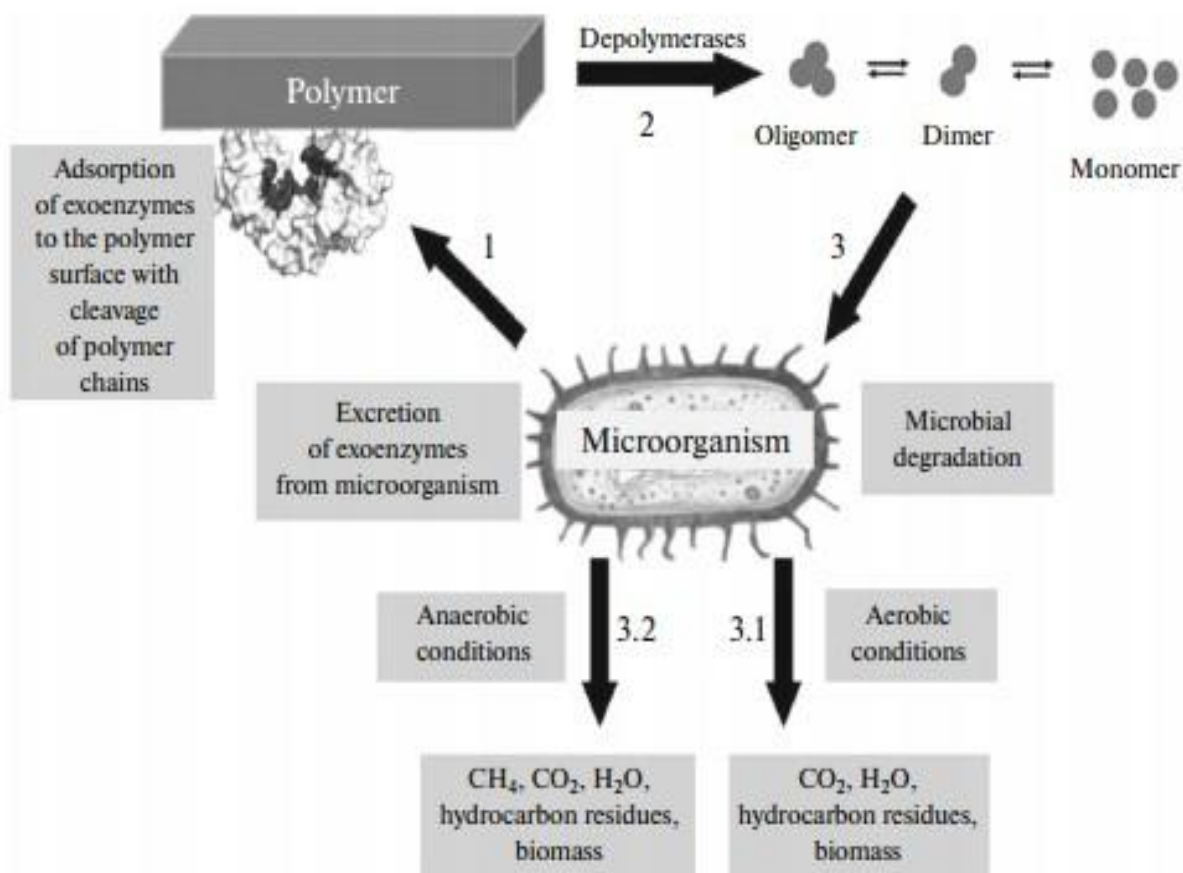 Polymer
Depolymerases
2
Oligomer
Dimer
Monomer
Adsorption
of exoenzymes
to the polymer
surface with
cleavage
of polymer
chains
1
3
Excretion
of exoenzymes
from microorganism
Microorganism
Microbial
degradation
Anaerobic
conditions
3.2
3.1
Aerobic
conditions
CH₄, CO₂, H₂O,
hydrocarbon residues,
biomass
CO₂, H₂O,
hydrocarbon residues,
biomass